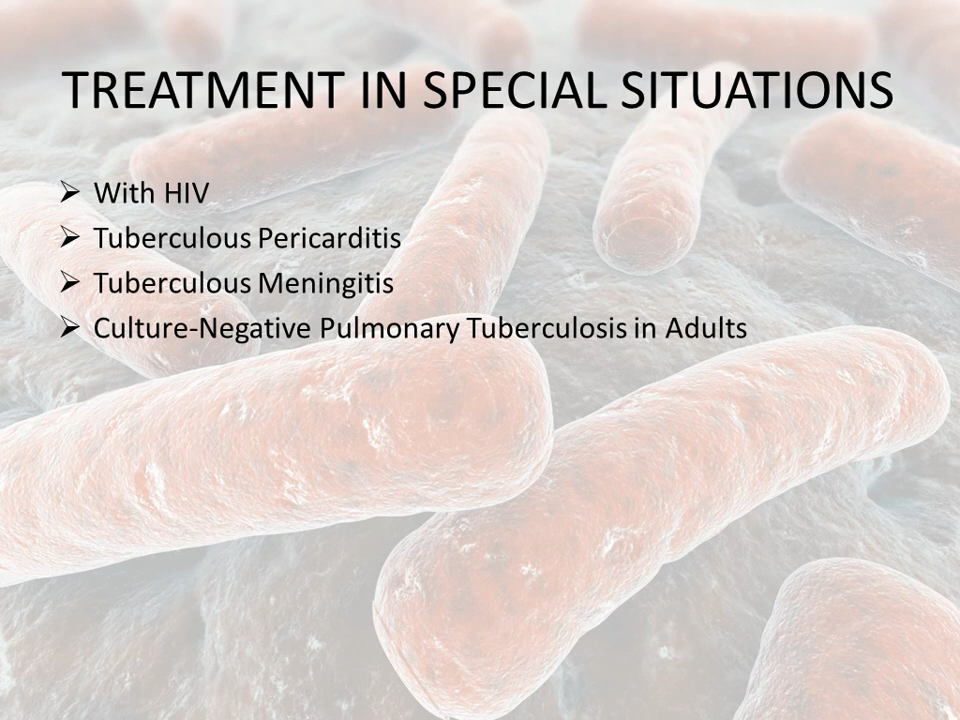 TREATMENT IN SPECIAL SITUATIONS
➢ With HIV
➢ Tuberculous Pericarditis
➢ Tuberculous Meningitis
➢ Culture-Negative Pulmonary Tuberculosis in Adults